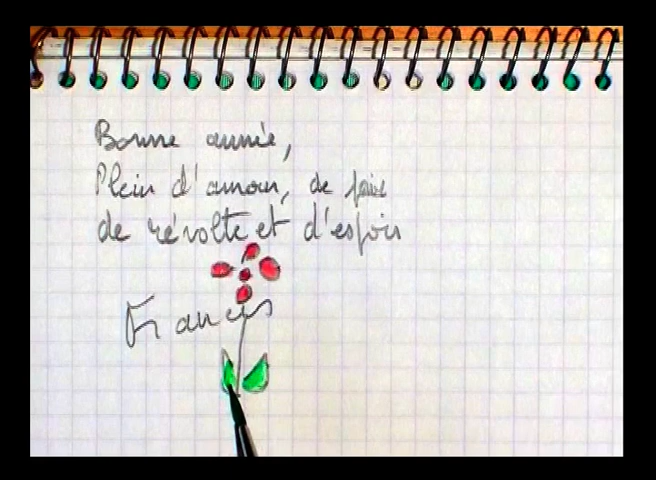 Bonne année,
Plein d'amour, de paix
de révolte et d'espoir
Francis